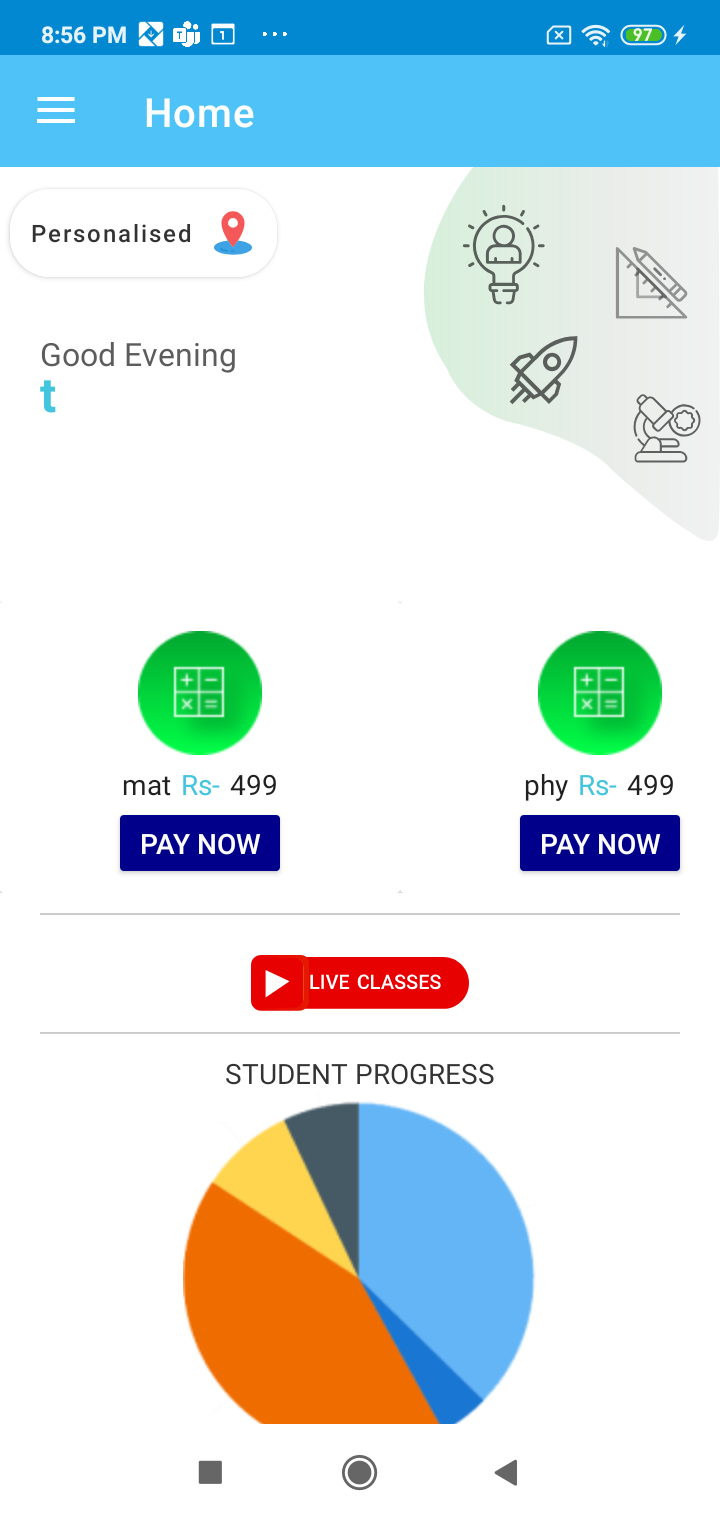 8:56 PM 1 97
Home
Personalised
Good Evening
t
mat Rs- 499 phy Rs- 499
PAY NOW PAY NOW
LIVE CLASSES
STUDENT PROGRESS